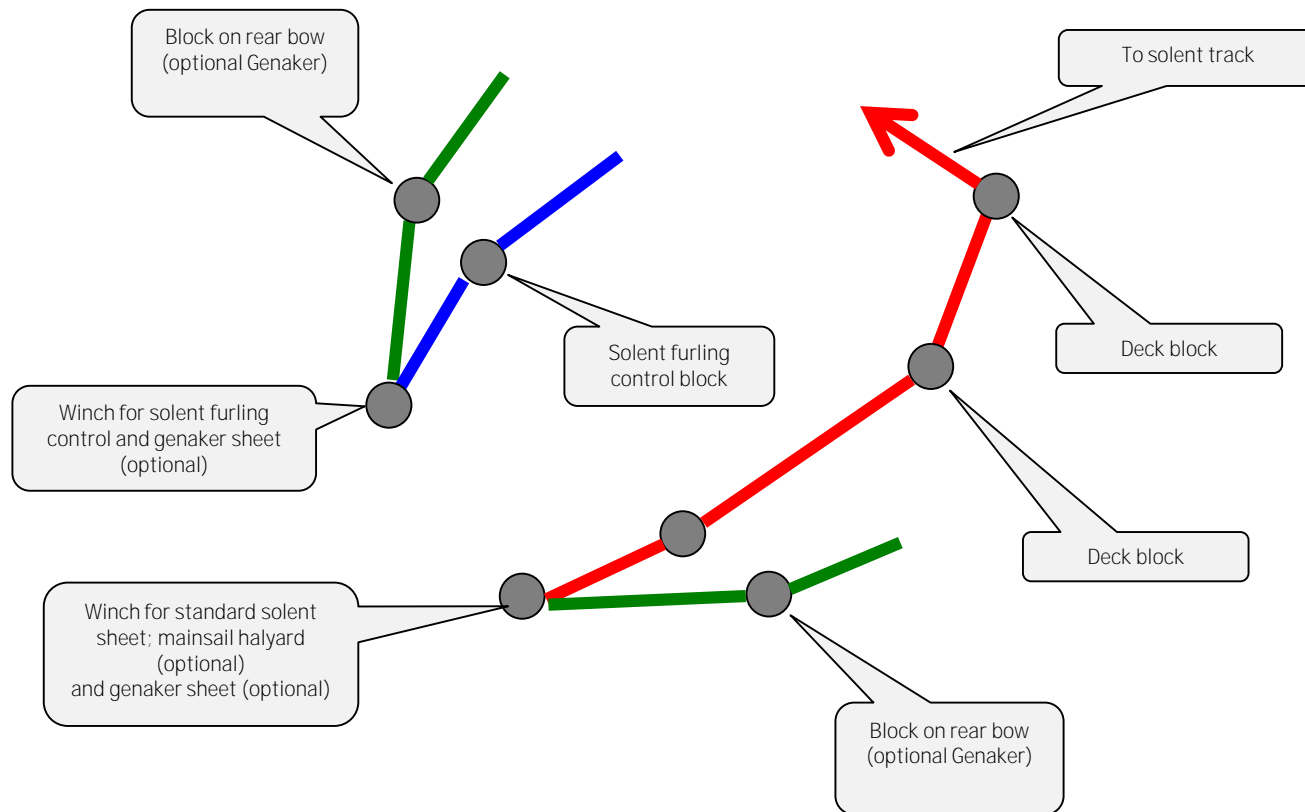 Block on rear bow
(optional Genaker)
To solent track
Solent furling
control block
Deck block
Winch for solent furling
control and genaker sheet
(optional)
Deck block
Winch for standard solent
sheet; mainsail halyard
(optional)
and genaker sheet (optional)
Block on rear bow
(optional Genaker)